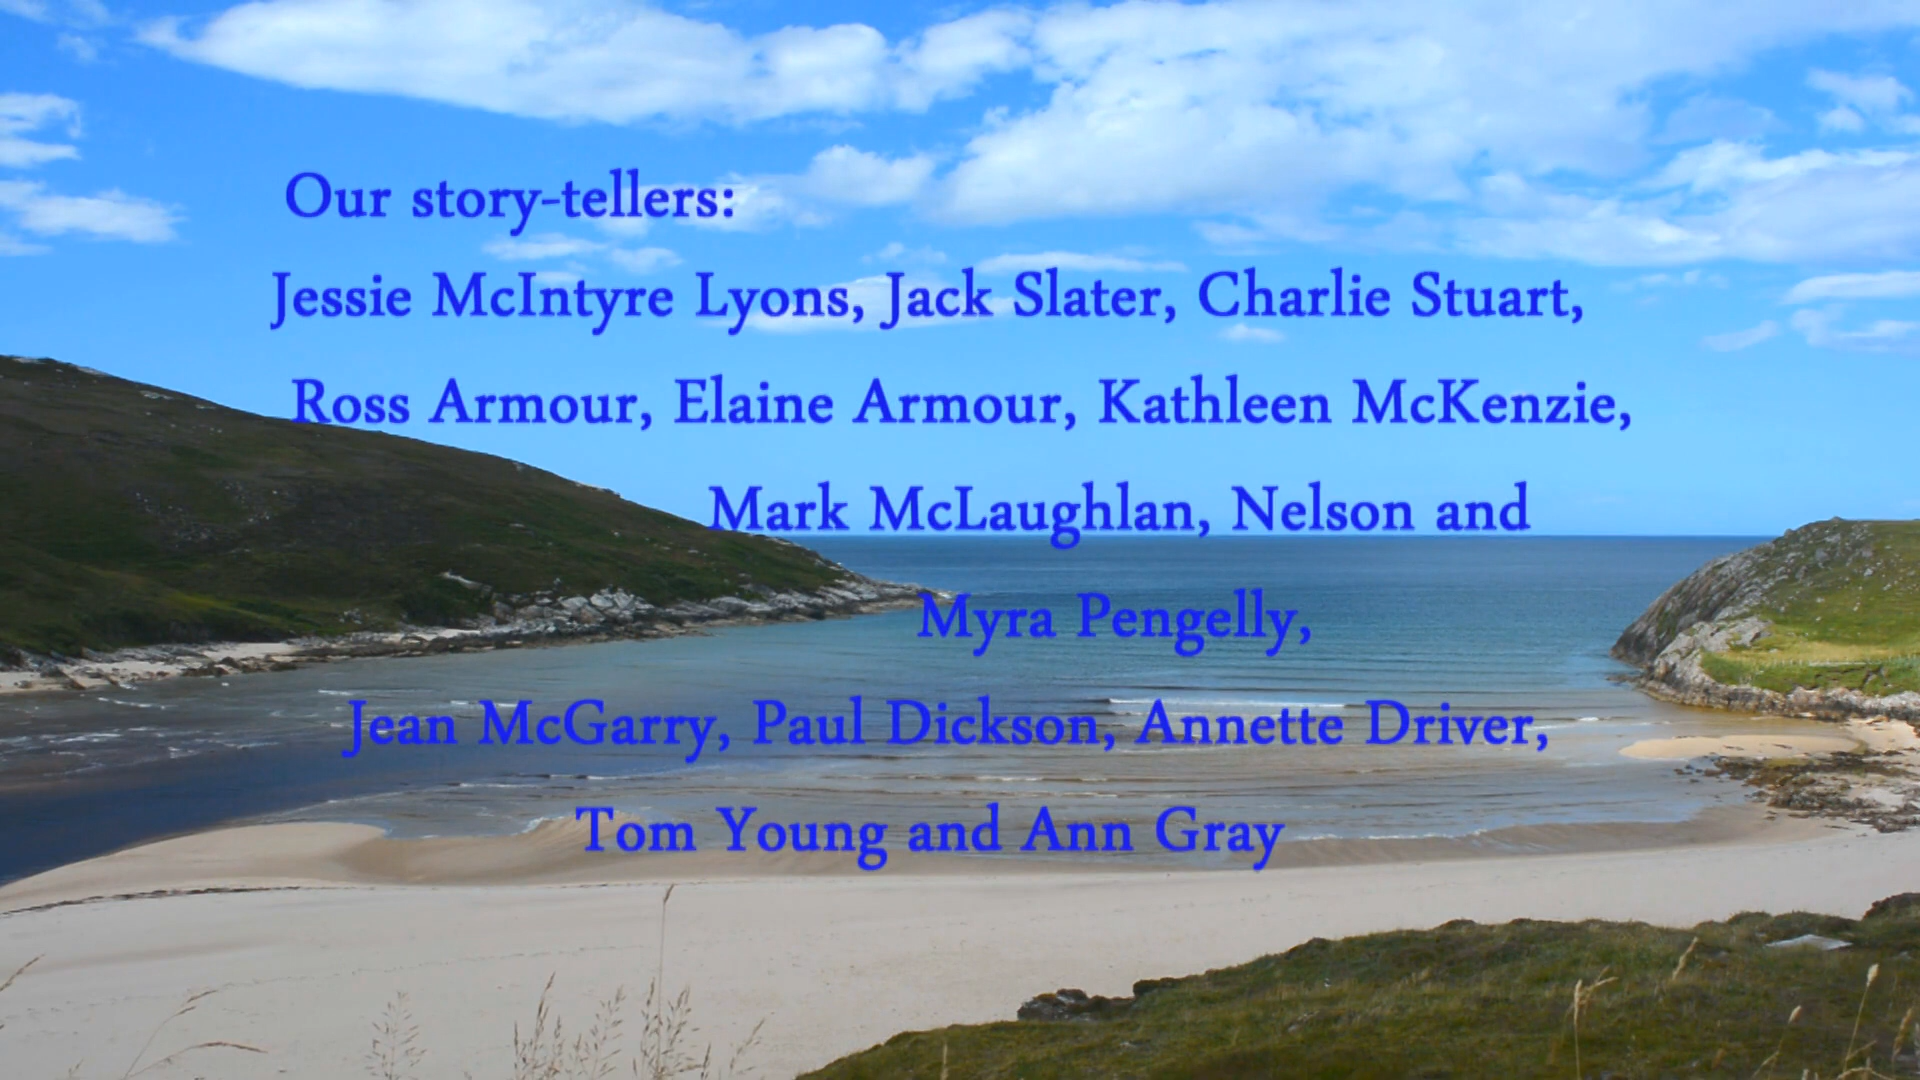 Our story-tellers:
Jessie McIntyre Lyons, Jack Slater, Charlie Stuart,
Ross Armour, Elaine Armour, Kathleen McKenzie,
Mark McLaughlan, Nelson and
Myra Pengelly,
Jean McGarry, Paul Dickson, Annette Driver,
Tom Young and Ann Gray